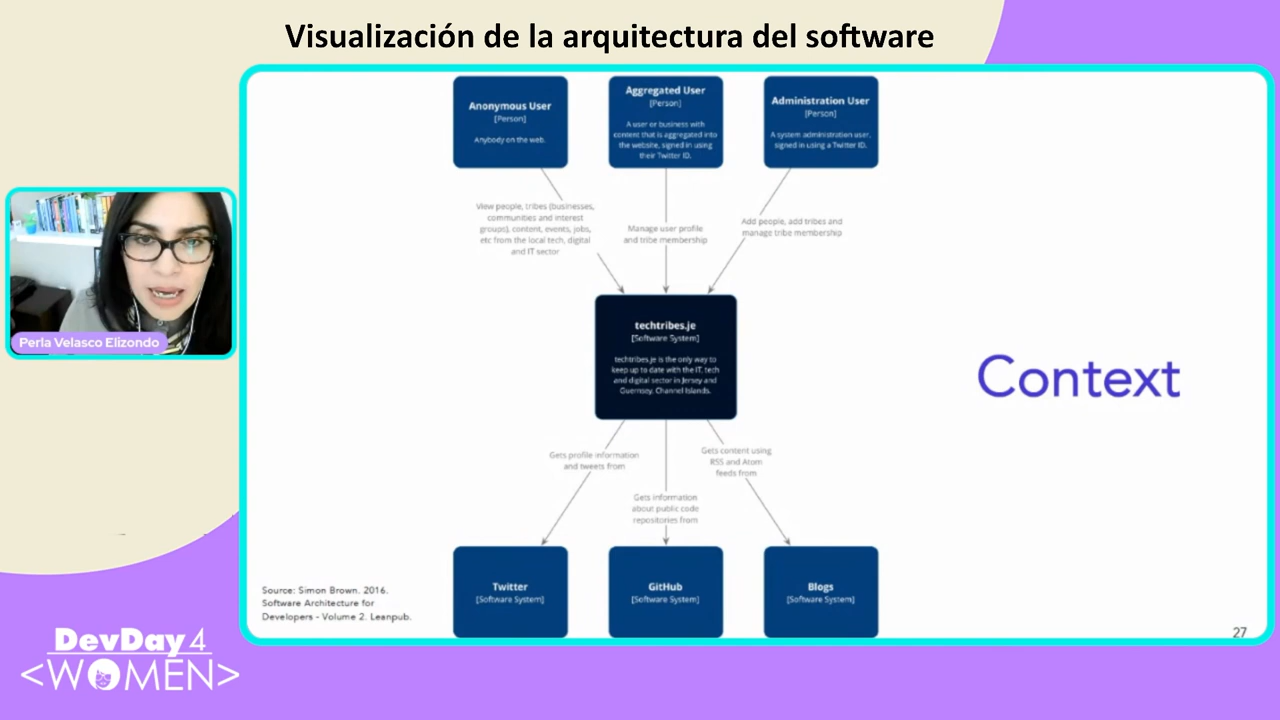 Visualización de la arquitectura del software
Anonymous User
[Person]
Anybody on the web.
Aggregated User
[Person]
A user or business with
content that is aggregated into
the website, signed in using
their Twitter ID.
Administration User
[Person]
A system administration user,
signed in using a Twitter ID.
View people, tribes (businesses,
communities and interest
groups), content, events, jobs,
etc from the local tech, digital
and IT sector
Manage user profile
and tribe membership
Add people, add tribes and
manage tribe membership
techtribes.je
[Software System]
techtribes.je is the only way to
keep up to date with the IT, tech
and digital sector in Jersey and
Guernsey, Channel Islands.
Context
Perla Velasco Elizondo
Gets profile information
and tweets from
Gets information
about public code
repositories from
Gets content using
RSS and Atom
feeds from
Twitter
[Software System]
GitHub
[Software System]
Blogs
[Software System]
Source: Simon Brown. 2016.
Software Architecture for
Developers - Volume 2. Leanpub.
27
DevDay4
<WOMEN>